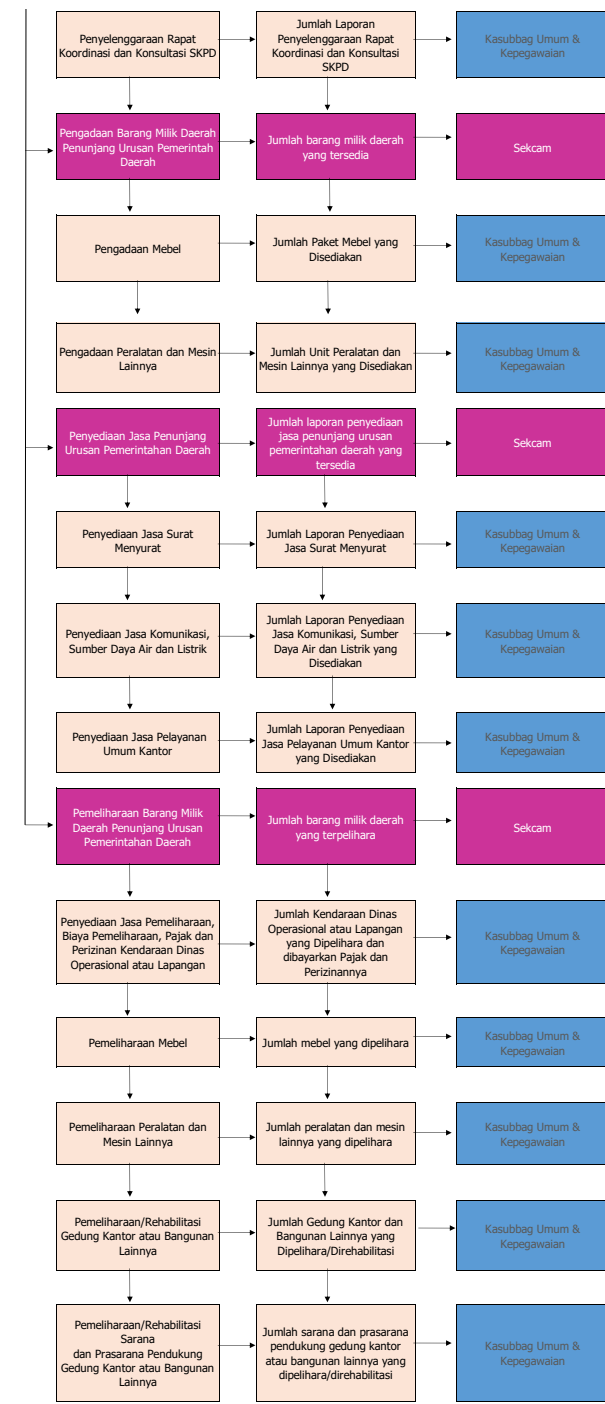 Penyelenggaraan Rapat
Koordinasi dan Konsultasi SKPD
Jumlah Laporan
Penyelenggaraan Rapat
Koordinasi dan Konsultasi
SKPD
Kasubbag Umum &
Kepegawaian
Pengadaan Barang Milik Daerah
Penunjang Urusan Pemerintah
Daerah
Jumlah barang milik daerah
yang tersedia
Sekcam
Pengadaan Mebel
Jumlah Paket Mebel yang
Disediakan
Kasubbag Umum &
Kepegawaian
Pengadaan Peralatan dan Mesin
Lainnya
Jumlah Unit Peralatan dan
Mesin Lainnya yang Disediakan
Kasubbag Umum &
Kepegawaian
Penyediaan Jasa Penunjang
Urusan Pemerintahan Daerah
Jumlah laporan penyediaan
jasa penunjang urusan
pemerintahan daerah yang
tersedia
Sekcam
Penyediaan Jasa Surat
Menyurat
Jumlah Laporan Penyediaan
Jasa Surat Menyurat
Kasubbag Umum &
Kepegawaian
Penyediaan Jasa Komunikasi,
Sumber Daya Air dan Listrik
Jumlah Laporan Penyediaan
Jasa Komunikasi, Sumber
Daya Air dan Listrik yang
Disediakan
Kasubbag Umum &
Kepegawaian
Penyediaan Jasa Pelayanan
Umum Kantor
Jumlah Laporan Penyediaan
Jasa Pelayanan Umum Kantor
yang Disediakan
Kasubbag Umum &
Kepegawaian
Pemeliharaan Barang Milik
Daerah Penunjang Urusan
Pemerintahan Daerah
Jumlah barang milik daerah
yang terpelihara
Sekcam
Penyediaan Jasa Pemeliharaan,
Biaya Pemeliharaan, Pajak dan
Perizinan Kendaraan Dinas
Operasional atau Lapangan
Jumlah Kendaraan Dinas
Operasional atau Lapangan
yang Dipelihara dan
dibayarkan Pajak dan
Perizinannya
Kasubbag Umum &
Kepegawaian
Pemeliharaan Mebel
Jumlah mebel yang dipelihara
Kasubbag Umum &
Kepegawaian
Pemeliharaan Peralatan dan
Mesin Lainnya
Jumlah peralatan dan mesin
lainnya yang dipelihara
Kasubbag Umum &
Kepegawaian
Pemeliharaan/Rehabilitasi
Gedung Kantor atau Bangunan
Lainnya
Jumlah Gedung Kantor dan
Bangunan Lainnya yang
Dipelihara/Direhabilitasi
Kasubbag Umum &
Kepegawaian
Pemeliharaan/Rehabilitasi
Sarana
dan Prasarana Pendukung
Gedung Kantor atau Bangunan
Lainnya
Jumlah sarana dan prasarana
pendukung gedung kantor
atau bangunan lainnya yang
dipelihara/direhabilitasi
Kasubbag Umum &
Kepegawaian